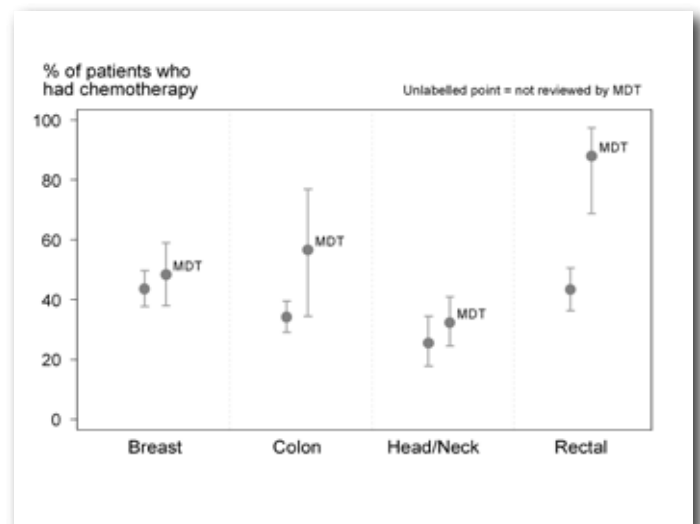 % of patients who
had chemotherapy
Unlabelled point = not reviewed by MDT
100
80
60
40
20
0
MDT
MDT
MDT
MDT
Breast
Colon
Head/Neck
Rectal